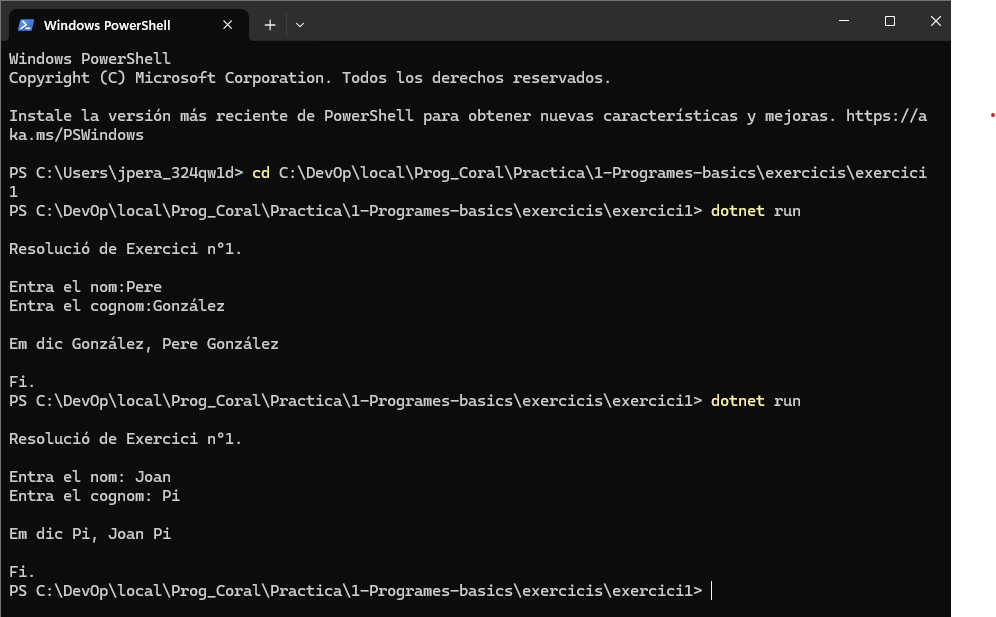 Windows PowerShell
Windows PowerShell
Copyright (C) Microsoft Corporation. Todos los derechos reservados.
Instale la versión más reciente de PowerShell para obtener nuevas características y mejoras. https://a
ka.ms/PSWindows
PS C:\Users\jpera_324qw1d> cd C:\DevOp\local\Prog_Coral\Practica\1-Programes-basics\exercicis\exercici
1
PS C:\DevOp\local\Prog_Coral\Practica\1-Programes-basics\exercicis\exercici1> dotnet run
Resolució de Exercici nº1.
Entra el nom:Pere
Entra el cognom:González
Em dic González, Pere González
Fi.
PS C:\DevOp\local\Prog_Coral\Practica\1-Programes-basics\exercicis\exercici1> dotnet run
Resolució de Exercici nº1.
Entra el nom: Joan
Entra el cognom: Pi
Em dic Pi, Joan Pi
Fi.
PS C:\DevOp\local\Prog_Coral\Practica\1-Programes-basics\exercicis\exercici1>